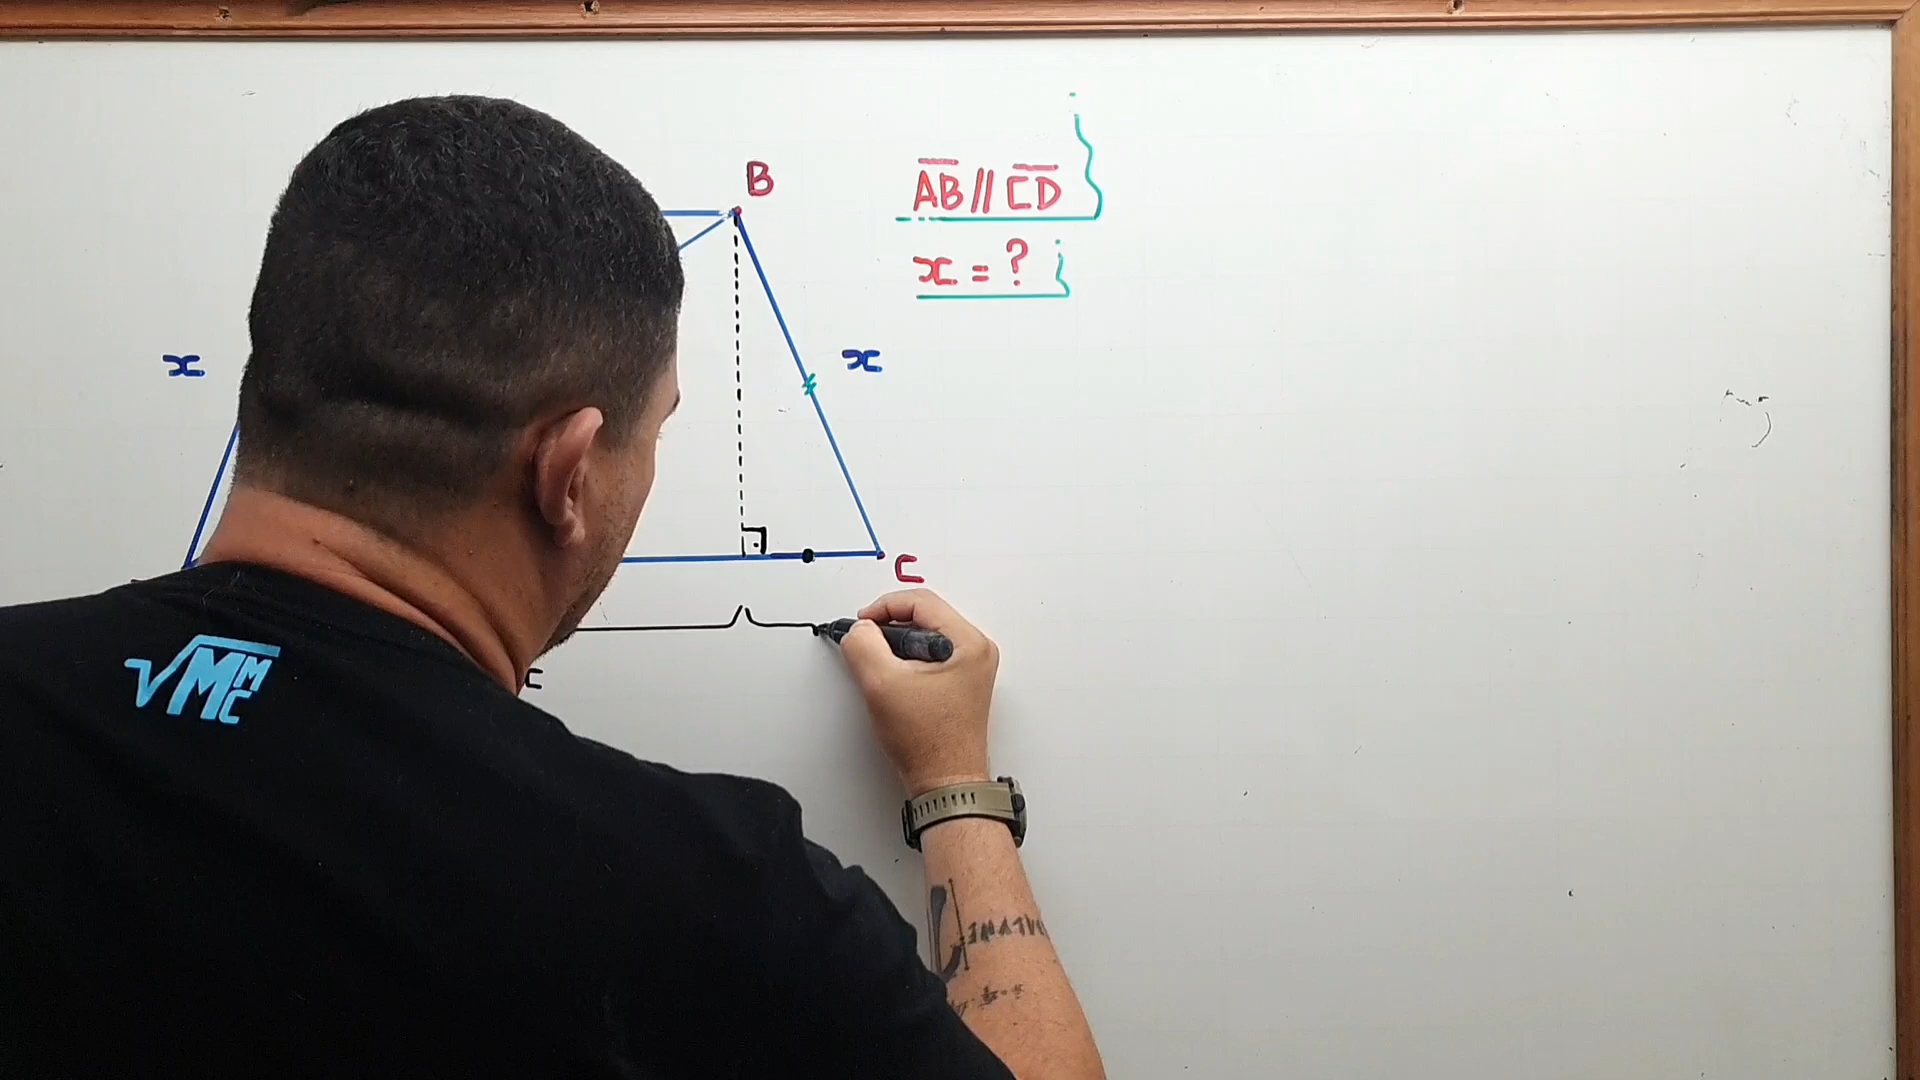 B
AB // CD
x = ?
x
x
C
√MMC